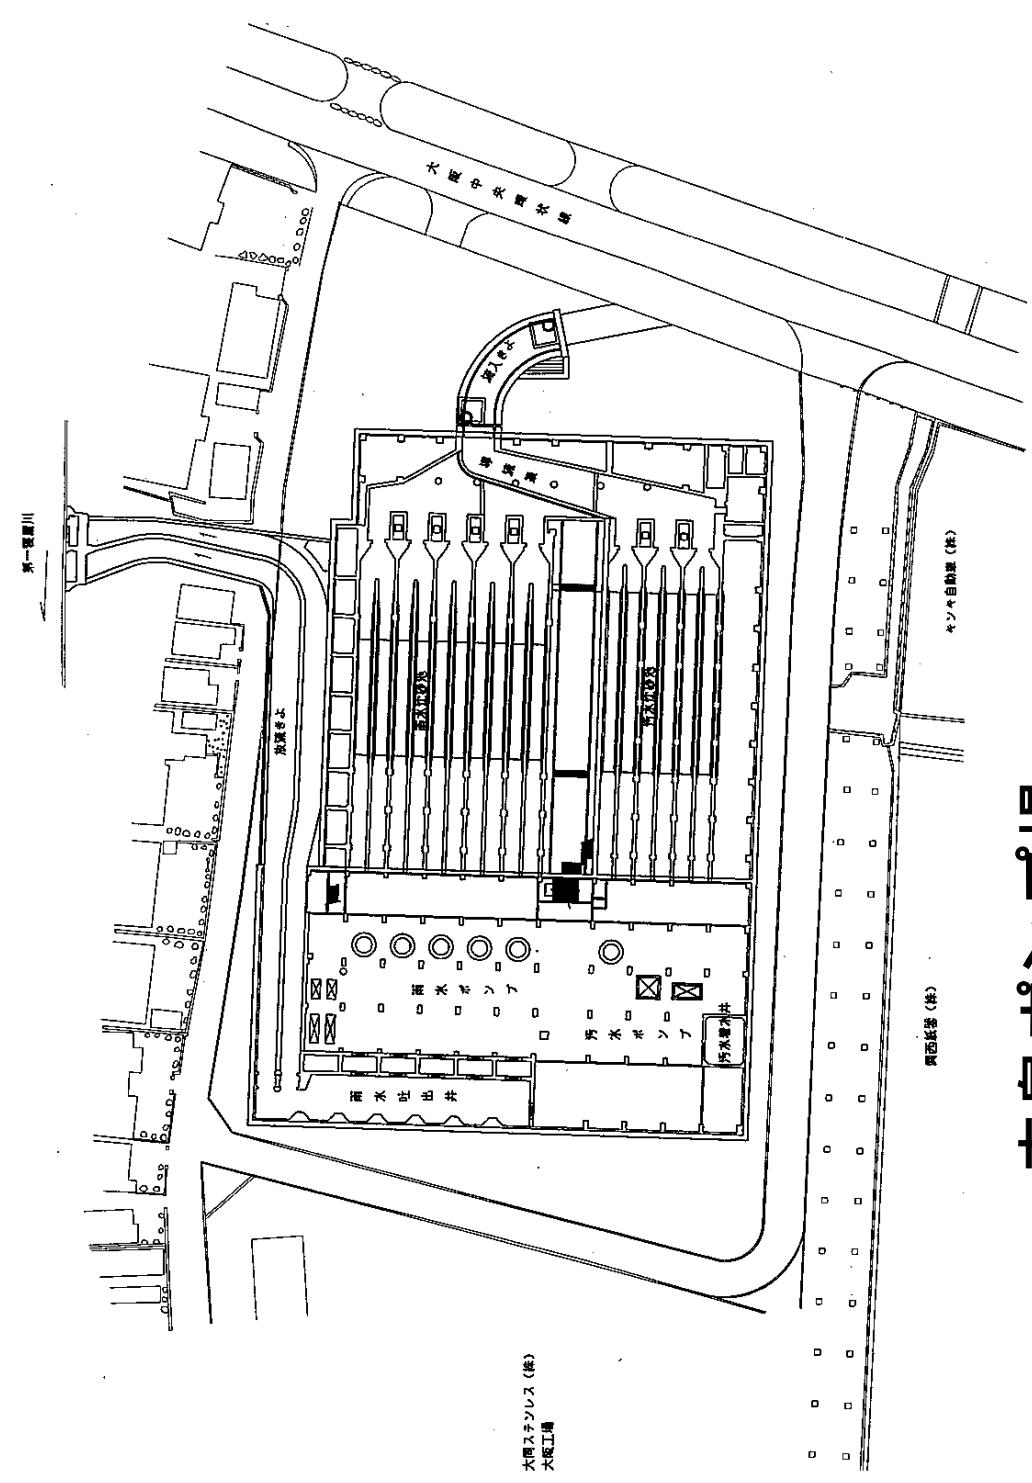 大阪中央環状線
流入きよ
導流渠
第一寝屋川
キンキ自動車（株）
雨水沈砂池
汚水沈砂池
放流きよ
雨水ポンプ
汚水ポンプ
汚水着水井
関西紙器（株）
雨水吐出井
大同ステンレス（株）
大阪工場